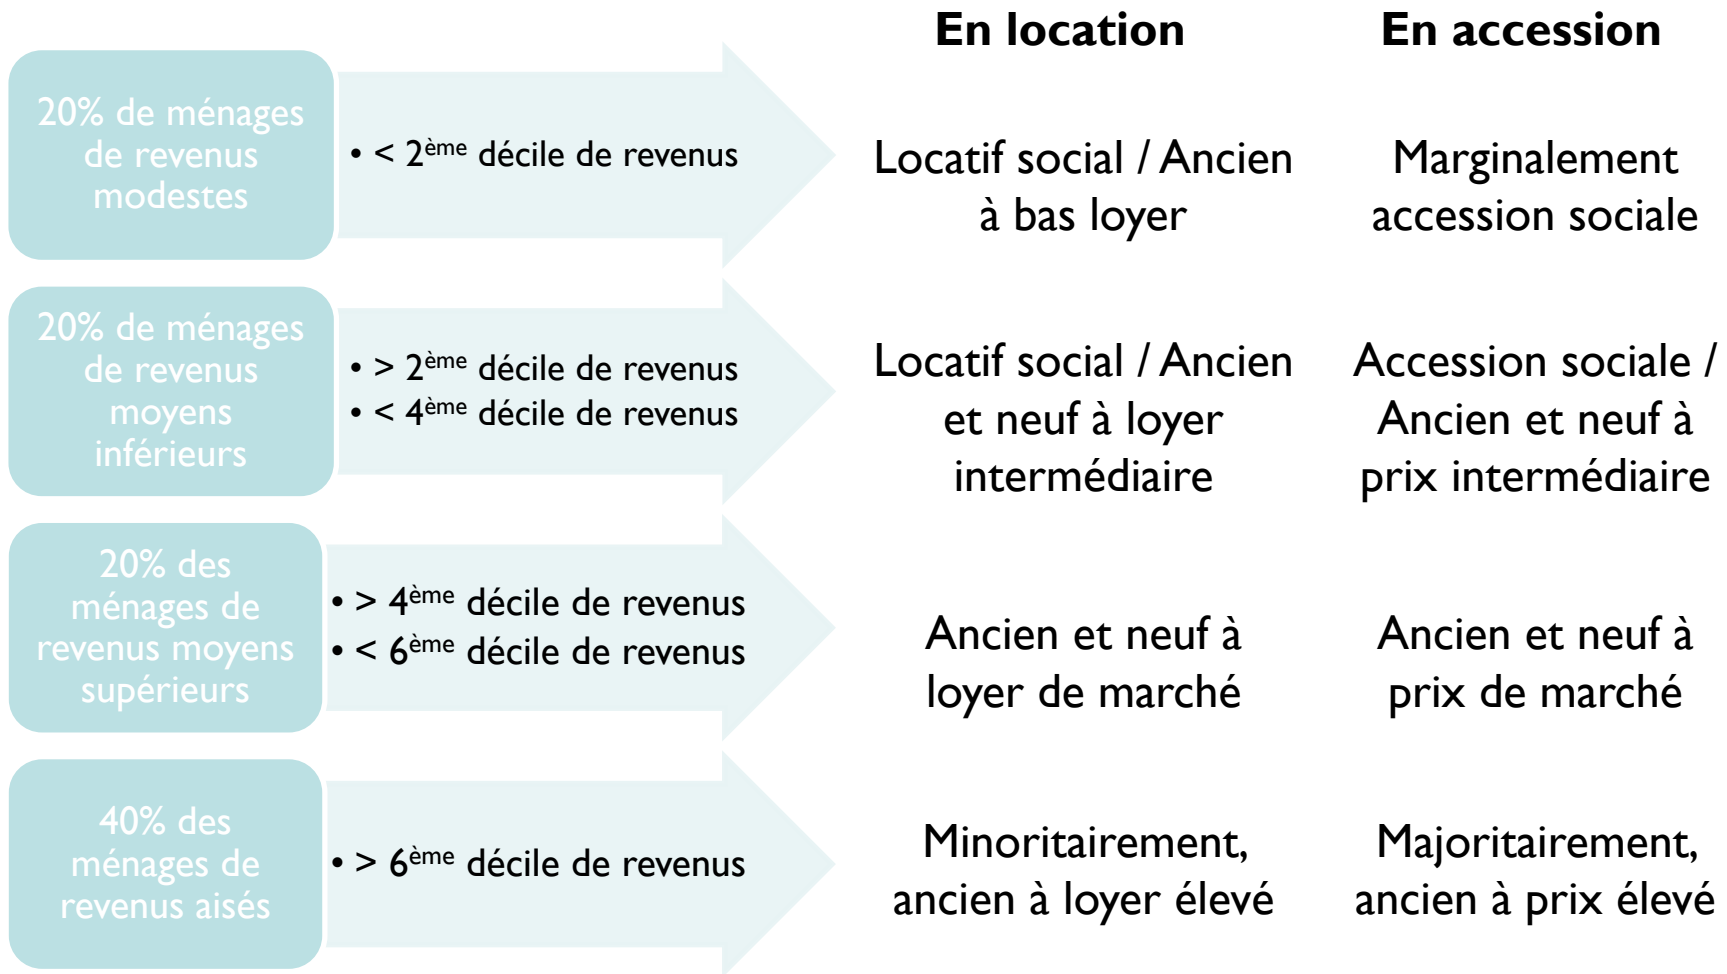 En location
En accession
20% de ménages
de revenus
modestes
• < 2ème décile de revenus
Locatif social / Ancien
à bas loyer
Marginalement
accession sociale
20% de ménages
de revenus
moyens
inférieurs
• > 2ème décile de revenus
• < 4ème décile de revenus
Locatif social / Ancien
et neuf à loyer
intermédiaire
Accession sociale /
Ancien et neuf à
prix intermédiaire
20% des
ménages de
revenus moyens
supérieurs
• > 4ème décile de revenus
• < 6ème décile de revenus
Ancien et neuf à
loyer de marché
Ancien et neuf à
prix de marché
40% des
ménages de
revenus aisés
• > 6ème décile de revenus
Minoritairement,
ancien à loyer élevé
Majoritairement,
ancien à prix élevé